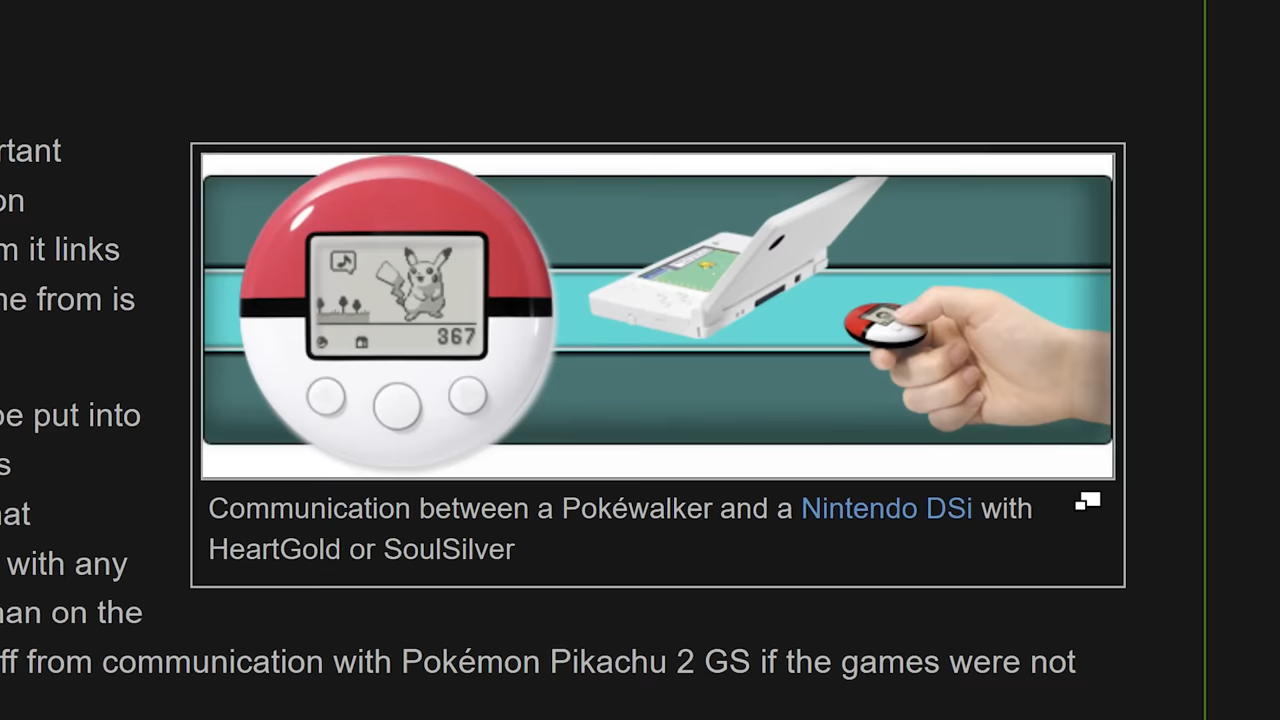 rtant
on
m it links
ne from is
be put into
s
hat
with any
han on the
ff from communication with Pokémon Pikachu 2 GS if the games were not
367
Communication between a Pokéwalker and a Nintendo DSi with
HeartGold or SoulSilver